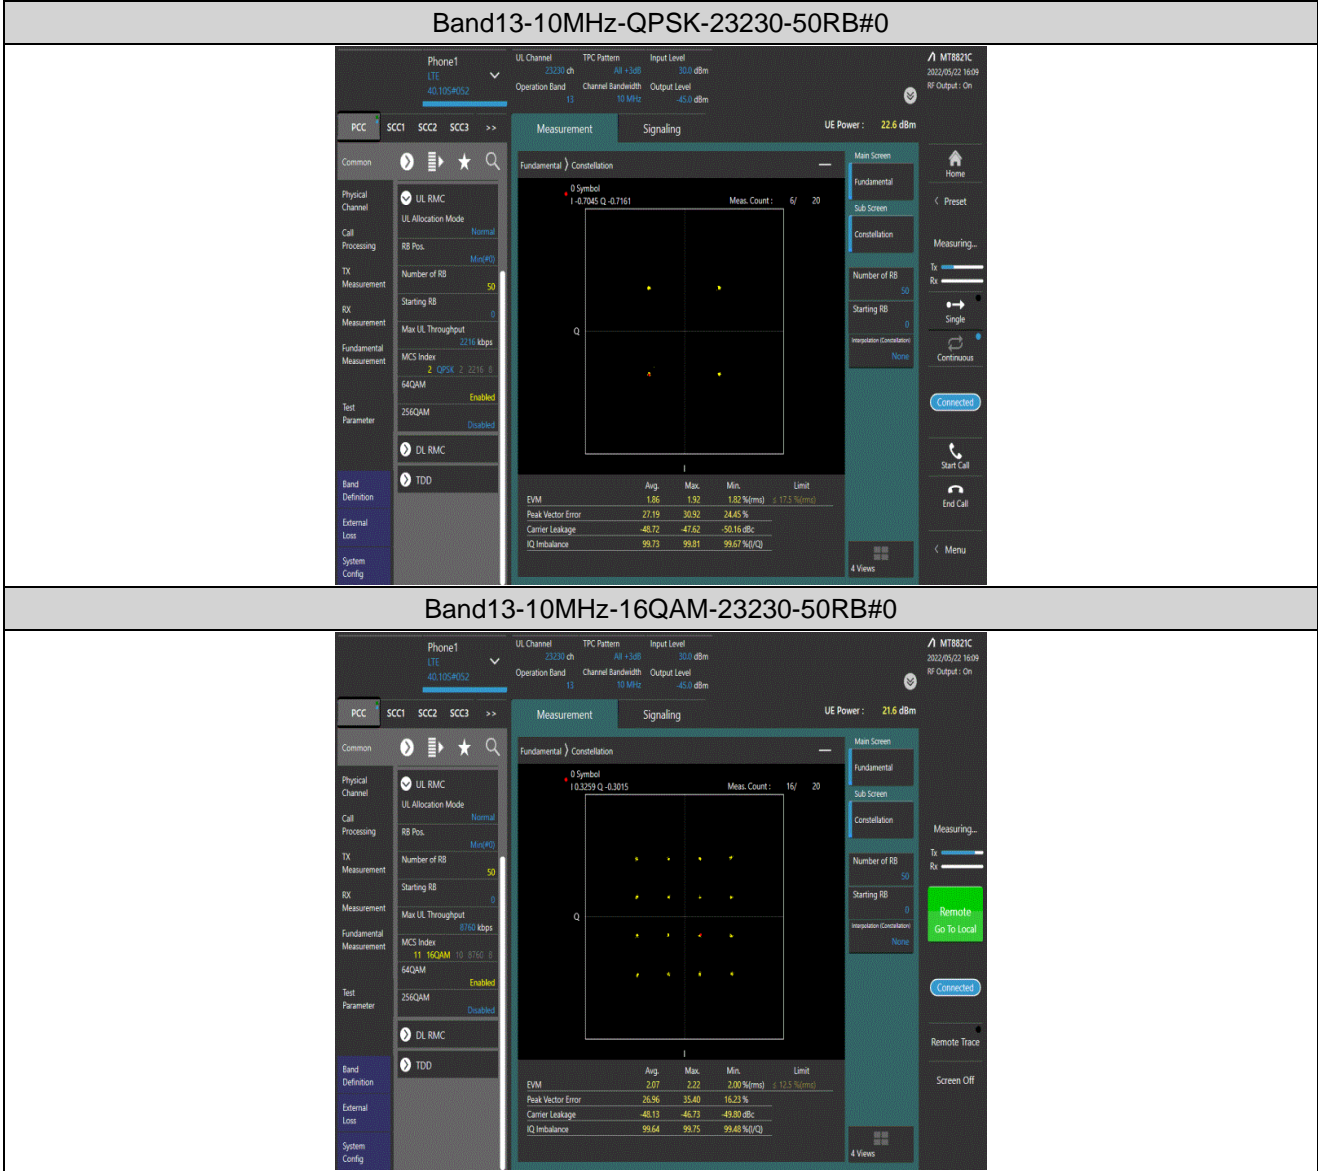 Band13-10MHz-QPSK-23230-50RB#0
Phone1
LTE
40.10S#052
UL Channel TPC Pattern Input Level
23230 ch All +3dB 30.0 dBm
Operation Band Channel Bandwidth Output Level
13 10 MHz -45.0 dBm
MT8821C
2022/05/22 16:09
RF Output : On
PCC SCC1 SCC2 SCC3 >>
Measurement Signaling
UE Power : 22.6 dBm
Common
Physical
Channel
Call
Processing
TX
Measurement
RX
Measurement
Fundamental
Measurement
Test
Parameter
Band
Definition
External
Loss
System
Config
UL RMC
UL Allocation Mode
Normal
RB Pos.
Min(#0)
Number of RB
50
Starting RB
0
Max UL Throughput
2216 kbps
MCS Index
2 QPSK 2 2216 8
64QAM
Enabled
256QAM
Disabled
DL RMC
TDD
Fundamental ⟩ Constellation
0 Symbol
I -0.7045 Q -0.7161
Meas. Count : 6/ 20
Q
I
Avg. Max. Min. Limit
EVM 1.86 1.92 1.82 %(rms) ≤ 17.5 %(rms)
Peak Vector Error 27.19 30.92 24.45 %
Carrier Leakage -48.72 -47.62 -50.16 dBc
IQ Imbalance 99.73 99.81 99.67 %(I/Q)
Main Screen
Fundamental
Sub Screen
Constellation
Number of RB
50
Starting RB
0
Interpolation (Constellation)
None
4 Views
Home
< Preset
Measuring...
Tx
Rx
Single
Continuous
Connected
Start Call
End Call
< Menu
Band13-10MHz-16QAM-23230-50RB#0
Phone1
LTE
40.10S#052
UL Channel TPC Pattern Input Level
23230 ch All +3dB 30.0 dBm
Operation Band Channel Bandwidth Output Level
13 10 MHz -45.0 dBm
MT8821C
2022/05/22 16:09
RF Output : On
PCC SCC1 SCC2 SCC3 >>
Measurement Signaling
UE Power : 21.6 dBm
Common
Physical
Channel
Call
Processing
TX
Measurement
RX
Measurement
Fundamental
Measurement
Test
Parameter
Band
Definition
External
Loss
System
Config
UL RMC
UL Allocation Mode
Normal
RB Pos.
Min(#0)
Number of RB
50
Starting RB
0
Max UL Throughput
8760 kbps
MCS Index
11 16QAM 10 8760 8
64QAM
Enabled
256QAM
Disabled
DL RMC
TDD
Fundamental ⟩ Constellation
0 Symbol
I 0.3259 Q -0.3015
Meas. Count : 16/ 20
Q
I
Avg. Max. Min. Limit
EVM 2.07 2.22 2.00 %(rms) ≤ 12.5 %(rms)
Peak Vector Error 26.96 35.40 16.23 %
Carrier Leakage -48.13 -46.73 -49.80 dBc
IQ Imbalance 99.64 99.75 99.48 %(I/Q)
Main Screen
Fundamental
Sub Screen
Constellation
Number of RB
50
Starting RB
0
Interpolation (Constellation)
None
4 Views
Measuring...
Tx
Rx
Remote
Go To Local
Connected
Remote Trace
Screen Off